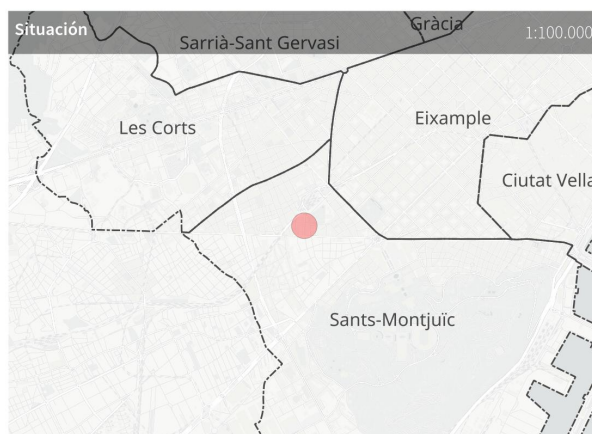 Situación
Gràcia
1:100.000
Sarrià-Sant Gervasi
Eixample
Les Corts
Ciutat Vella
Sants-Montjuïc